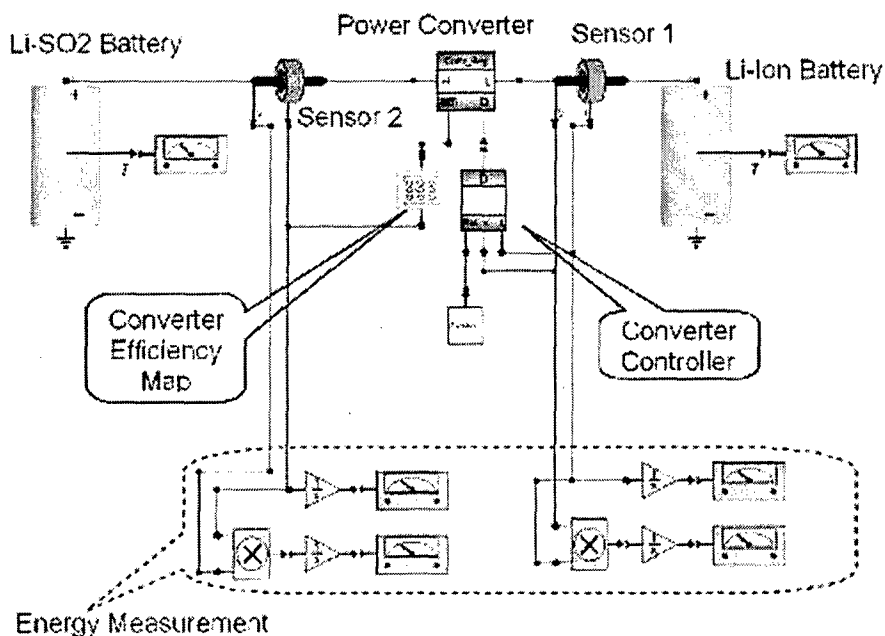 Power Converter
Sensor 1
Li-SO2 Battery
Li-Ion Battery
Sensor 2
H L
D
T
T
D
Converter
Efficiency
Map
Converter
Controller
Energy Measurement